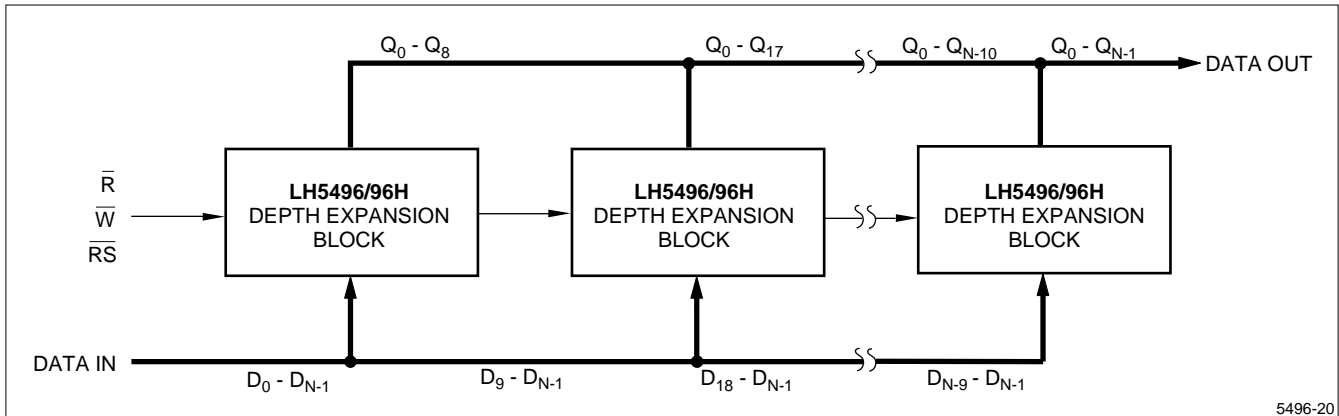 Q0 - Q8
Q0 - Q17
Q0 - QN-10
Q0 - QN-1
DATA OUT
R̅
W̅
R̅S̅
LH5496/96H
DEPTH EXPANSION
BLOCK
LH5496/96H
DEPTH EXPANSION
BLOCK
LH5496/96H
DEPTH EXPANSION
BLOCK
DATA IN
D0 - DN-1
D9 - DN-1
D18 - DN-1
DN-9 - DN-1
5496-20